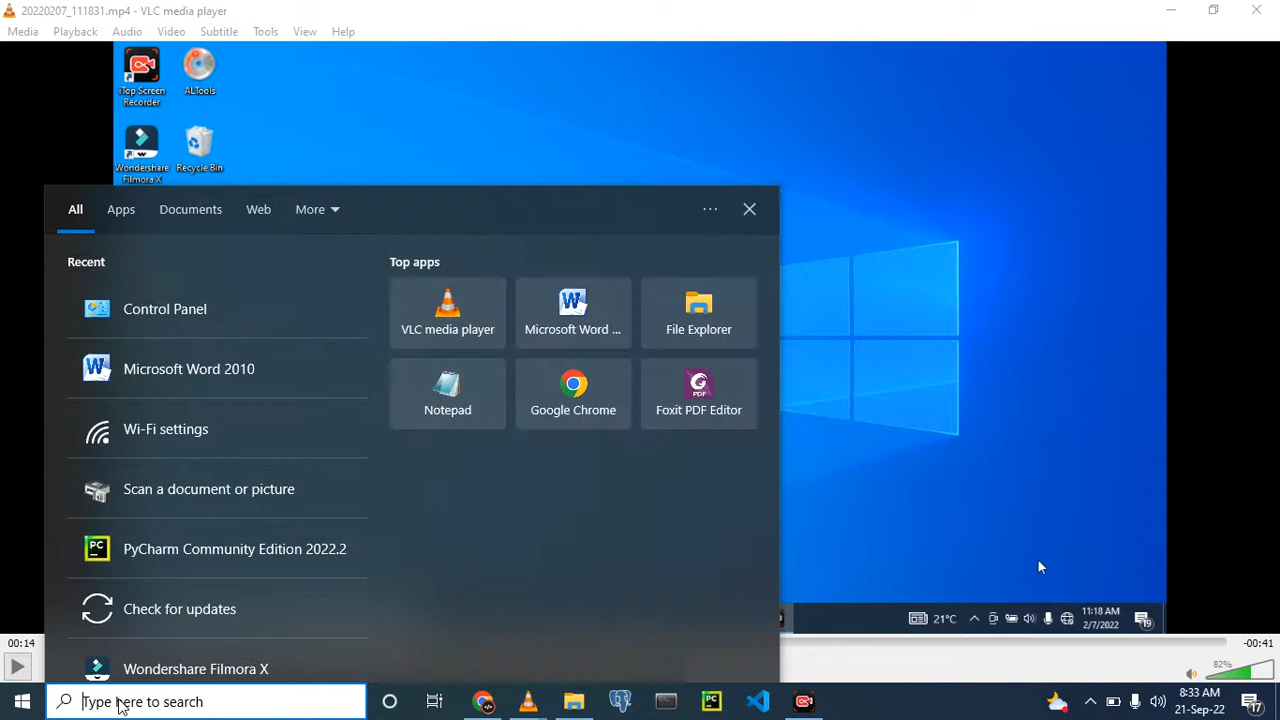 20220207_111831.mp4 - VLC media player
Media Playback Audio Video Subtitle Tools View Help
iTop Screen
Recorder
ALTools
Wondershare
Filmora X
Recycle Bin
All Apps Documents Web More
Recent
Control Panel
Microsoft Word 2010
Wi-Fi settings
Scan a document or picture
PyCharm Community Edition 2022.2
Check for updates
Wondershare Filmora X
Top apps
VLC media player
Microsoft Word ...
File Explorer
Notepad
Google Chrome
Foxit PDF Editor
21°C
11:18 AM
2/7/2022
19
00:14
-00:41
82%
Type here to search
8:33 AM
21-Sep-22
17